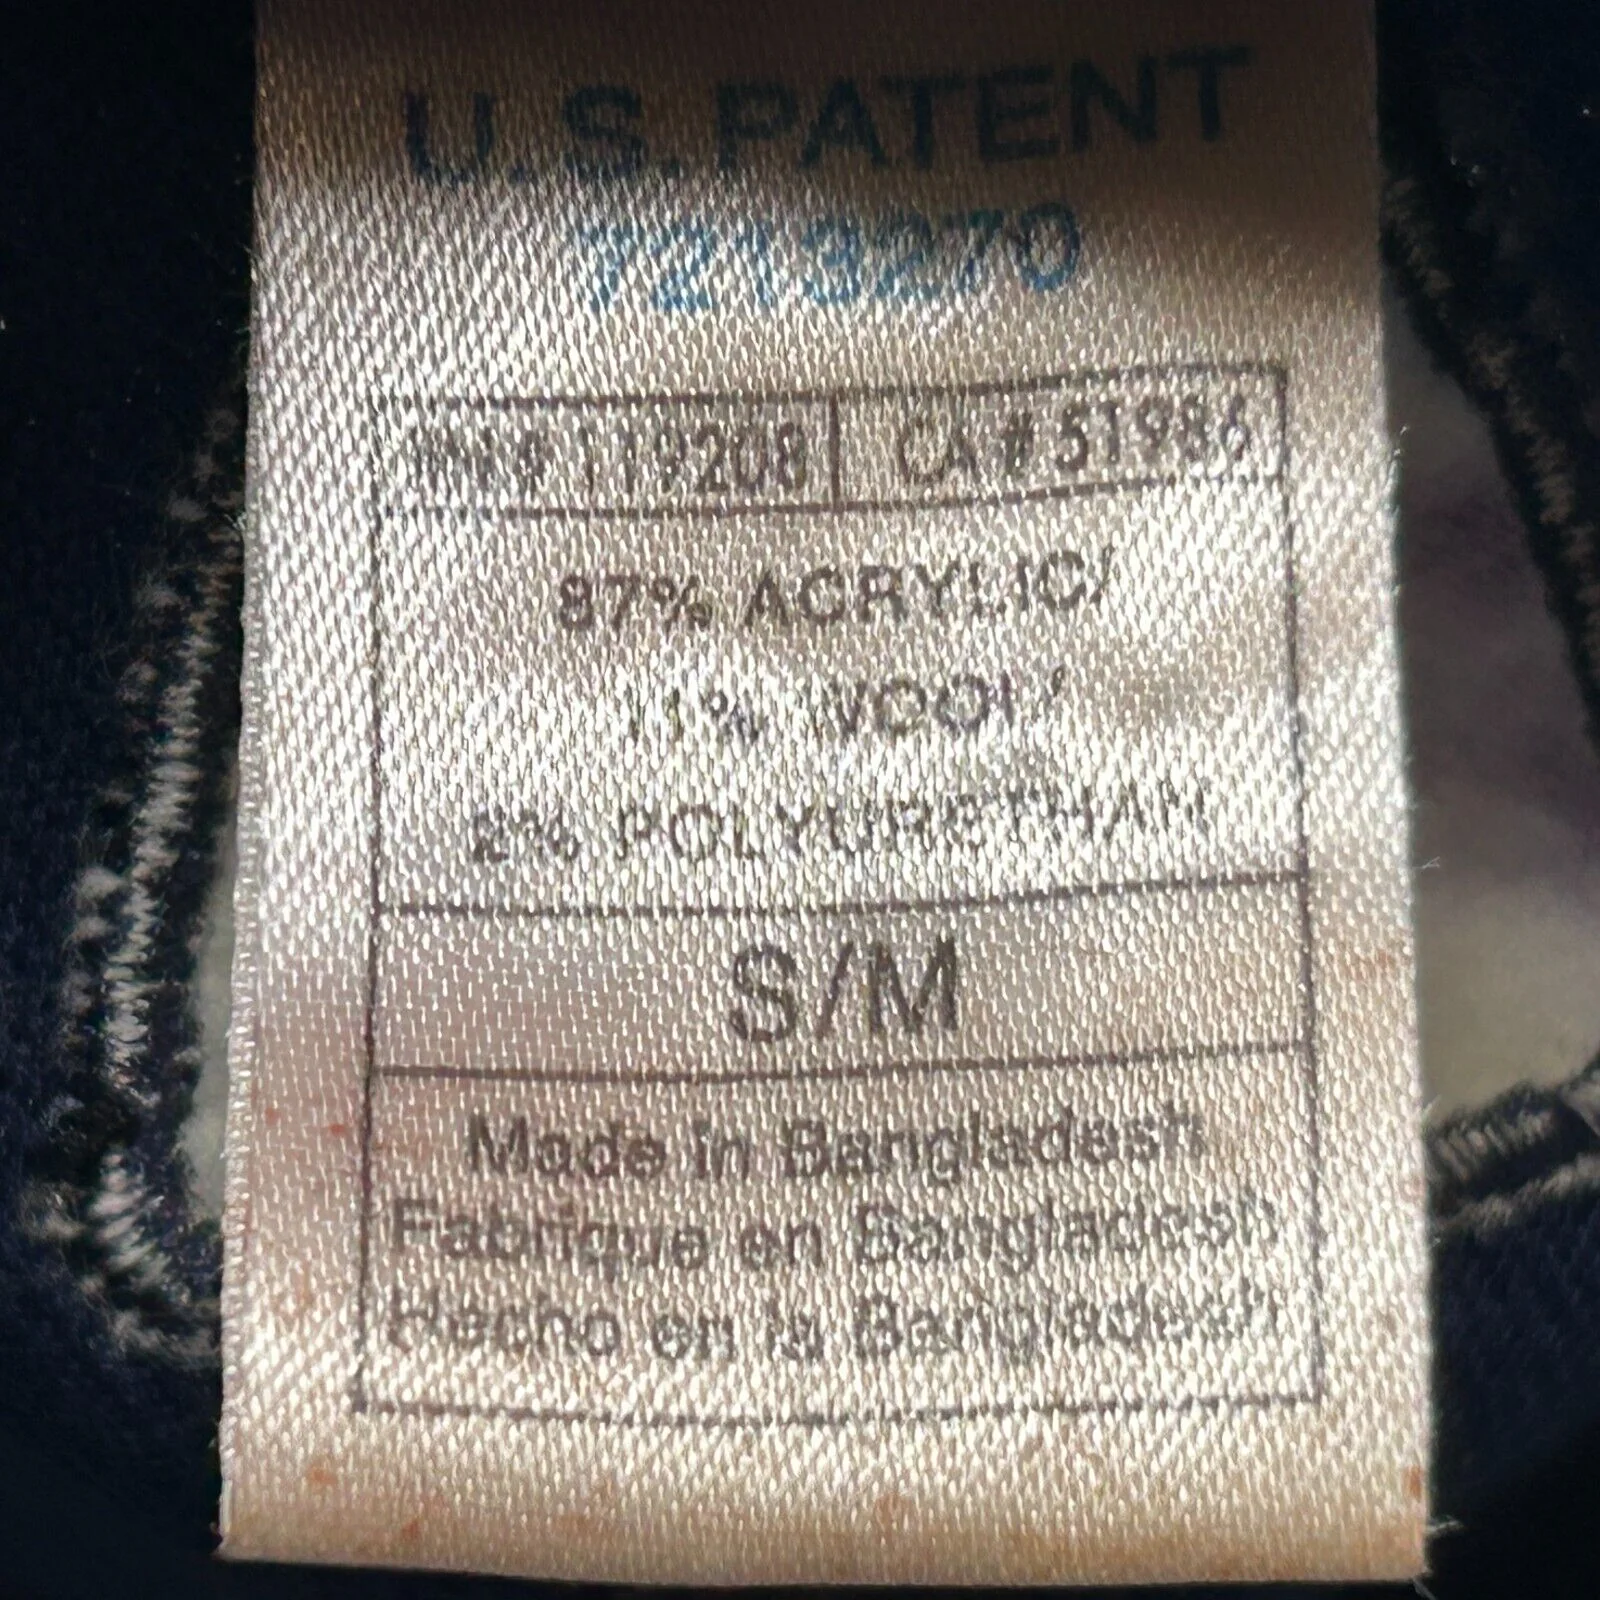 U.S. PATENT
7213270
RN# 119208 CA# 51986
87% ACRYLIC/
11% WOOL/
2% POLYURETHAN
S/M
Made in Bangladesh
Fabrique en Bangladesh
Hecho en la Bangladesh